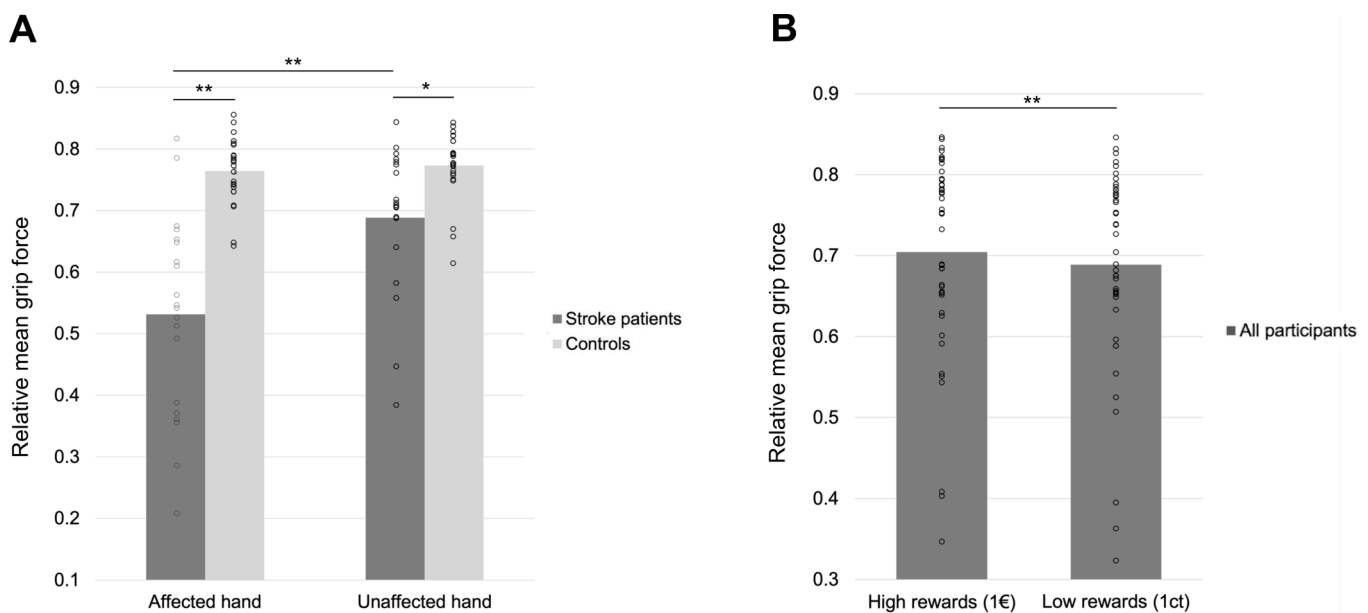 A
**
**
*
0.9
0.8
0.7
0.6
0.5
0.4
0.3
0.2
0.1
Relative mean grip force
Affected hand
Unaffected hand
Stroke patients
Controls
B
**
0.9
0.8
0.7
0.6
0.5
0.4
0.3
Relative mean grip force
High rewards (1€)
Low rewards (1ct)
All participants